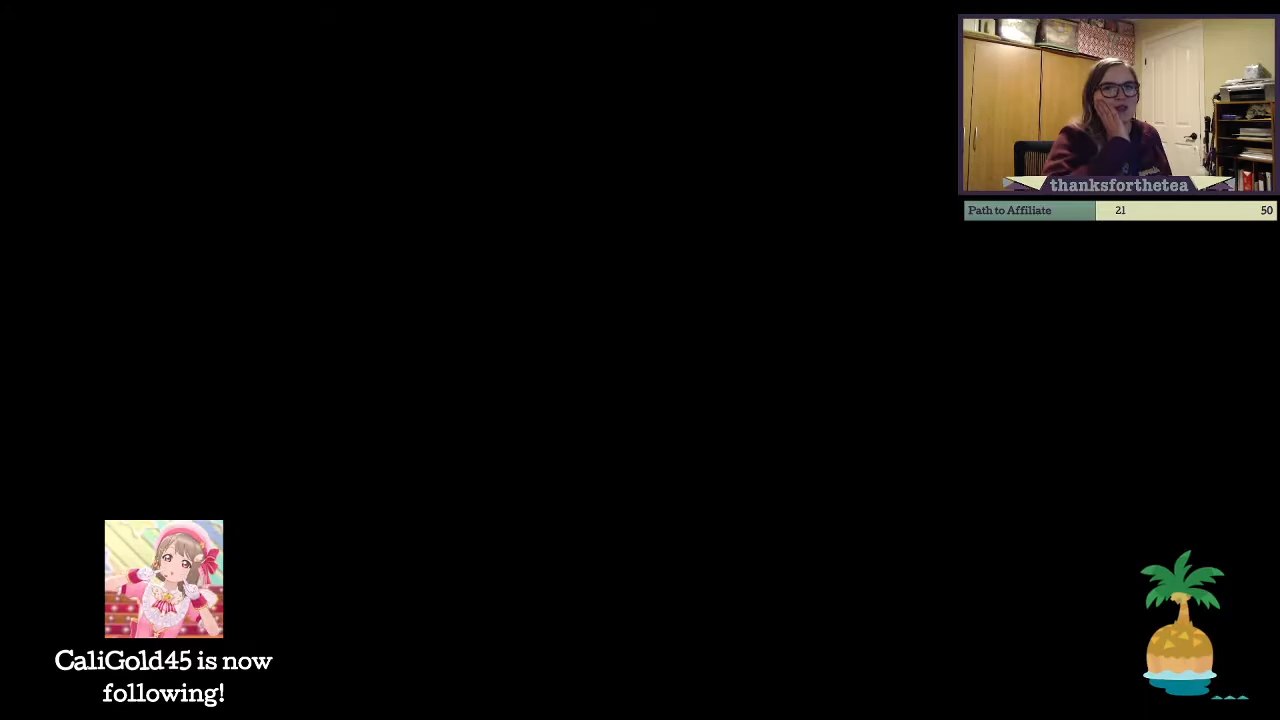 thanksforthetea
Path to Affiliate 21 50
CaliGold45 is now
following!